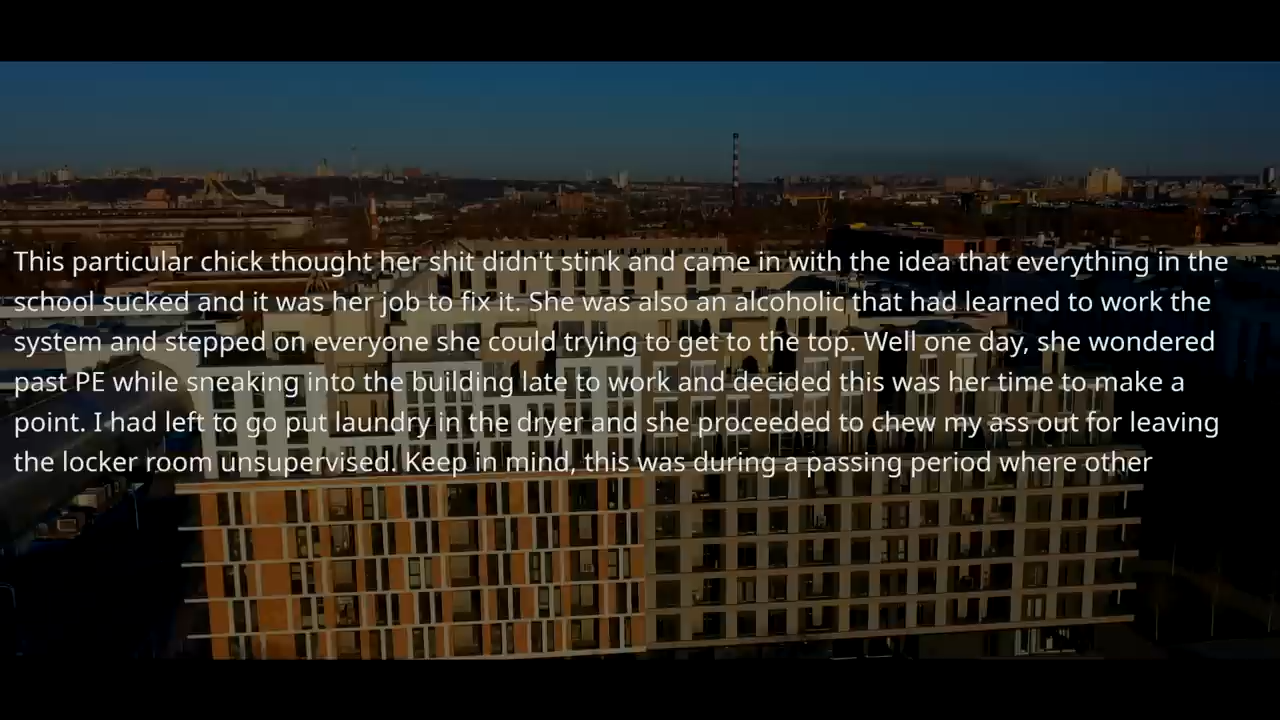 This particular chick thought her shit didn't stink and came in with the idea that everything in the
school sucked and it was her job to fix it. She was also an alcoholic that had learned to work the
system and stepped on everyone she could trying to get to the top. Well one day, she wondered
past PE while sneaking into the building late to work and decided this was her time to make a
point. I had left to go put laundry in the dryer and she proceeded to chew my ass out for leaving
the locker room unsupervised. Keep in mind, this was during a passing period where other